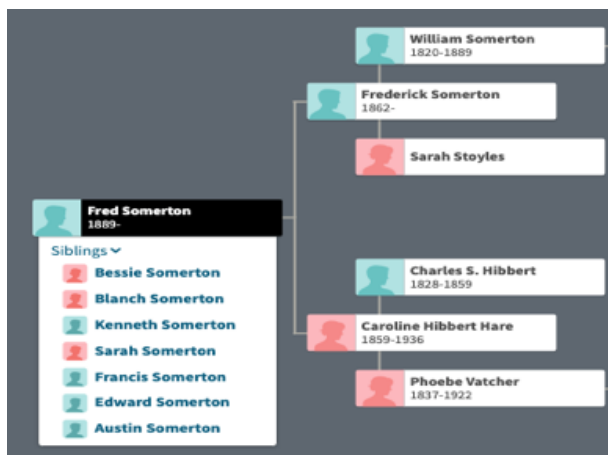 William Somerton
1820-1889
Frederick Somerton
1862-
Sarah Stoyles
Fred Somerton
1889-
Siblings
Bessie Somerton
Blanch Somerton
Kenneth Somerton
Sarah Somerton
Francis Somerton
Edward Somerton
Austin Somerton
Charles S. Hibbert
1828-1859
Caroline Hibbert Hare
1859-1936
Phoebe Vatcher
1837-1922